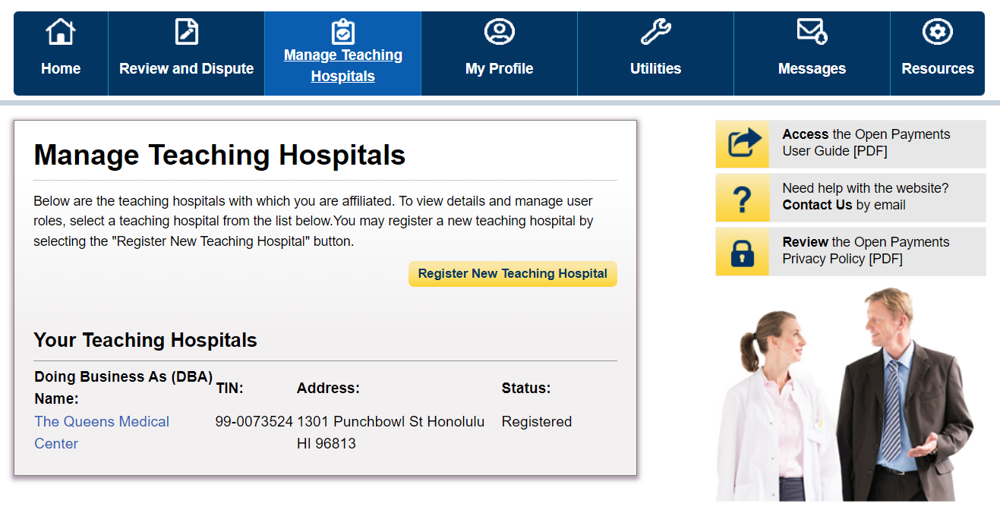 Home
Review and Dispute
Manage Teaching
Hospitals
My Profile
Utilities
Messages
Resources
Manage Teaching Hospitals
Below are the teaching hospitals with which you are affiliated. To view details and manage user
roles, select a teaching hospital from the list below.You may register a new teaching hospital by
selecting the "Register New Teaching Hospital" button.
Register New Teaching Hospital
Your Teaching Hospitals
Doing Business As (DBA)
Name:
TIN:
Address:
Status:
The Queens Medical
Center
99-0073524
1301 Punchbowl St Honolulu
HI 96813
Registered
Access the Open Payments
User Guide [PDF]
Need help with the website?
Contact Us by email
Review the Open Payments
Privacy Policy [PDF]